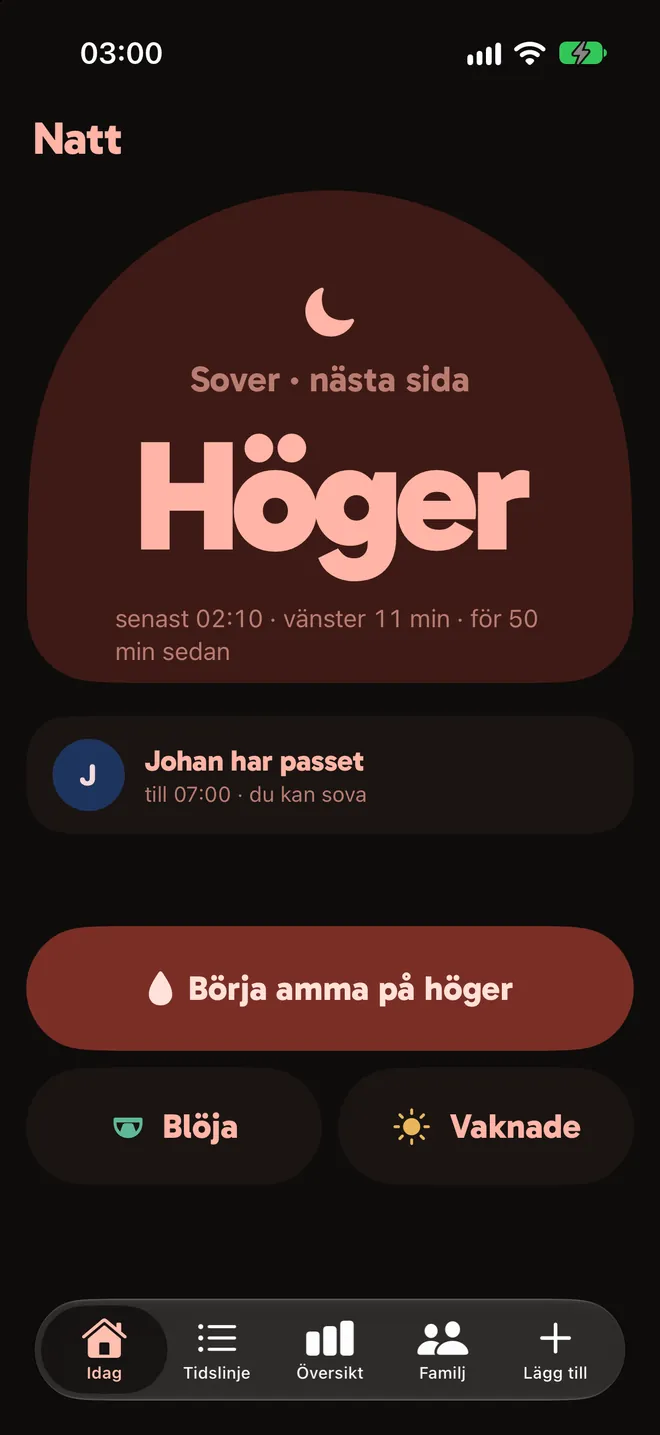 03:00
Natt
Sover · nästa sida
Höger
senast 02:10 · vänster 11 min · för 50
min sedan
J
Johan har passet
till 07:00 · du kan sova
Börja amma på höger
Blöja
Vaknade
Idag
Tidslinje
Översikt
Familj
Lägg till